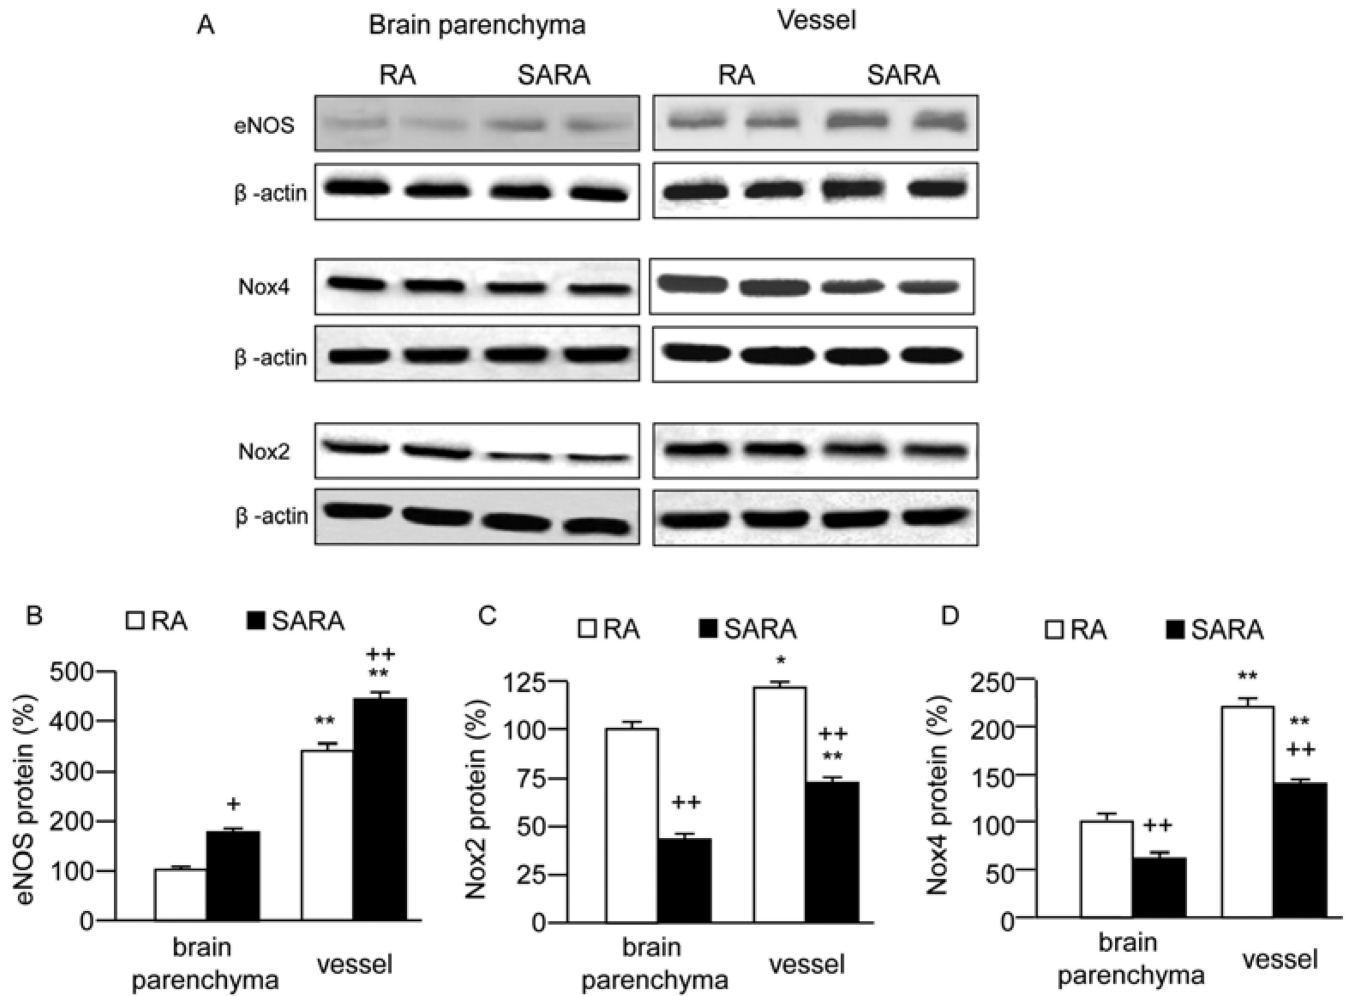 A
Brain parenchyma
Vessel
RA SARA RA SARA
eNOS
β -actin
Nox4
β -actin
Nox2
β -actin
B
RA SARA
eNOS protein (%)
500
400
300
200
100
0
+
**
++
**
brain
parenchyma
vessel
C
RA SARA
Nox2 protein (%)
125
100
75
50
25
0
++
*
++
**
brain
parenchyma
vessel
D
RA SARA
Nox4 protein (%)
250
200
150
100
50
0
++
**
**
++
brain
parenchyma
vessel